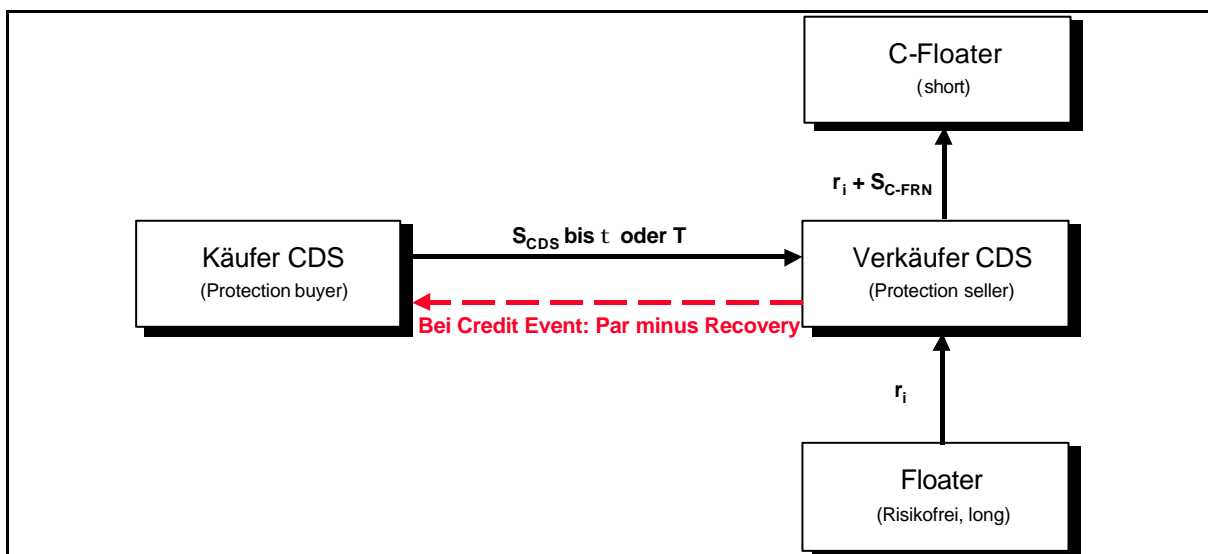 C-Floater
(short)
r_i + S_C-FRN
S_CDS bis t oder T
Käufer CDS
(Protection buyer)
Verkäufer CDS
(Protection seller)
Bei Credit Event: Par minus Recovery
r_i
Floater
(Risikofrei, long)